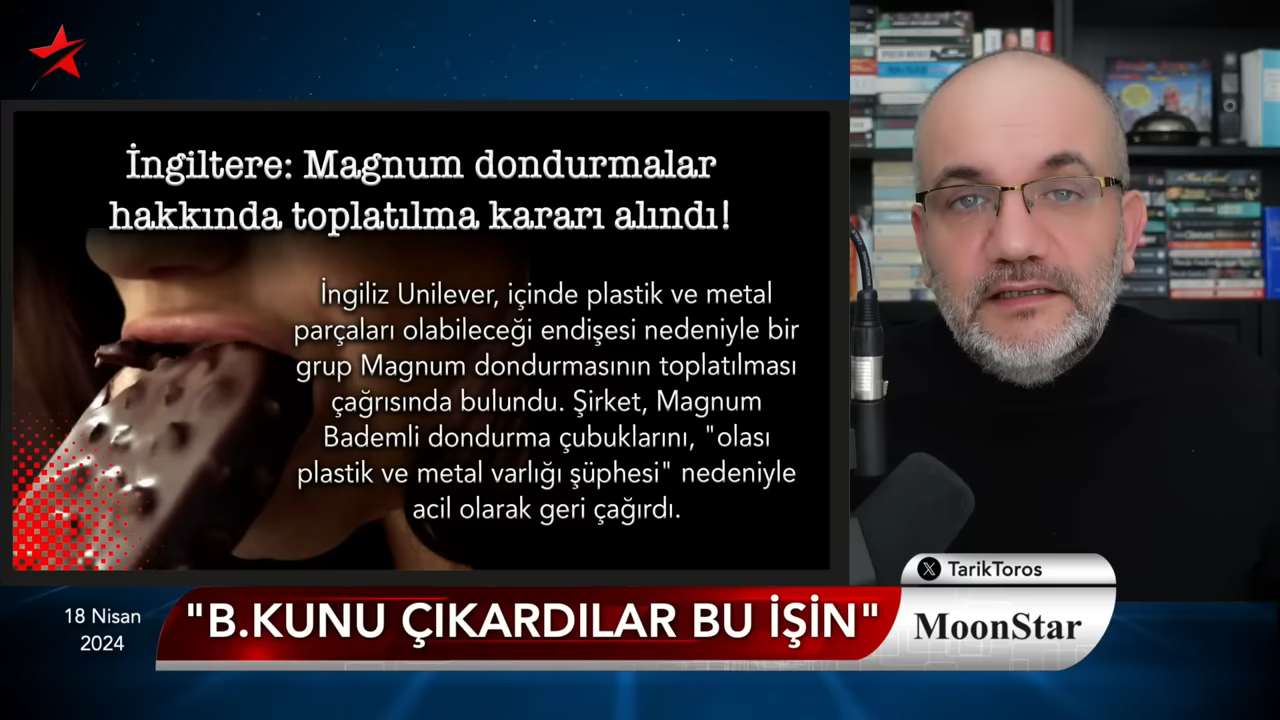 İngiltere: Magnum dondurmalar
hakkında toplatılma kararı alındı!
İngiliz Unilever, içinde plastik ve metal
parçaları olabileceği endişesi nedeniyle bir
grup Magnum dondurmasının toplatılması
çağrısında bulundu. Şirket, Magnum
Bademli dondurma çubuklarını, "olası
plastik ve metal varlığı şüphesi" nedeniyle
acil olarak geri çağırdı.
TarikToros
18 Nisan
2024
"B.KUNU ÇIKARDILAR BU İŞİN"
MoonStar